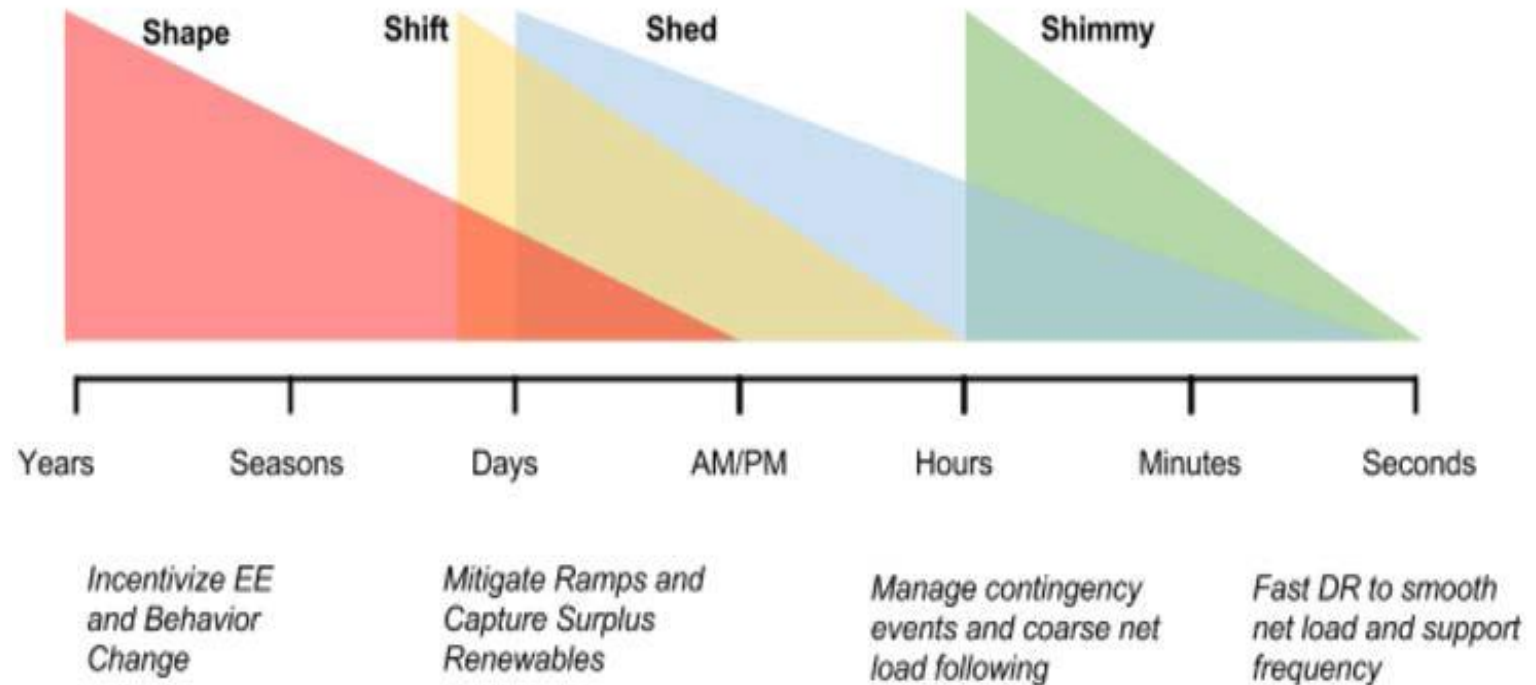 Shape
Shift
Shed
Shimmy
Years
Seasons
Days
AM/PM
Hours
Minutes
Seconds
Incentivize EE
and Behavior
Change
Mitigate Ramps and
Capture Surplus
Renewables
Manage contingency
events and coarse net
load following
Fast DR to smooth
net load and support
frequency